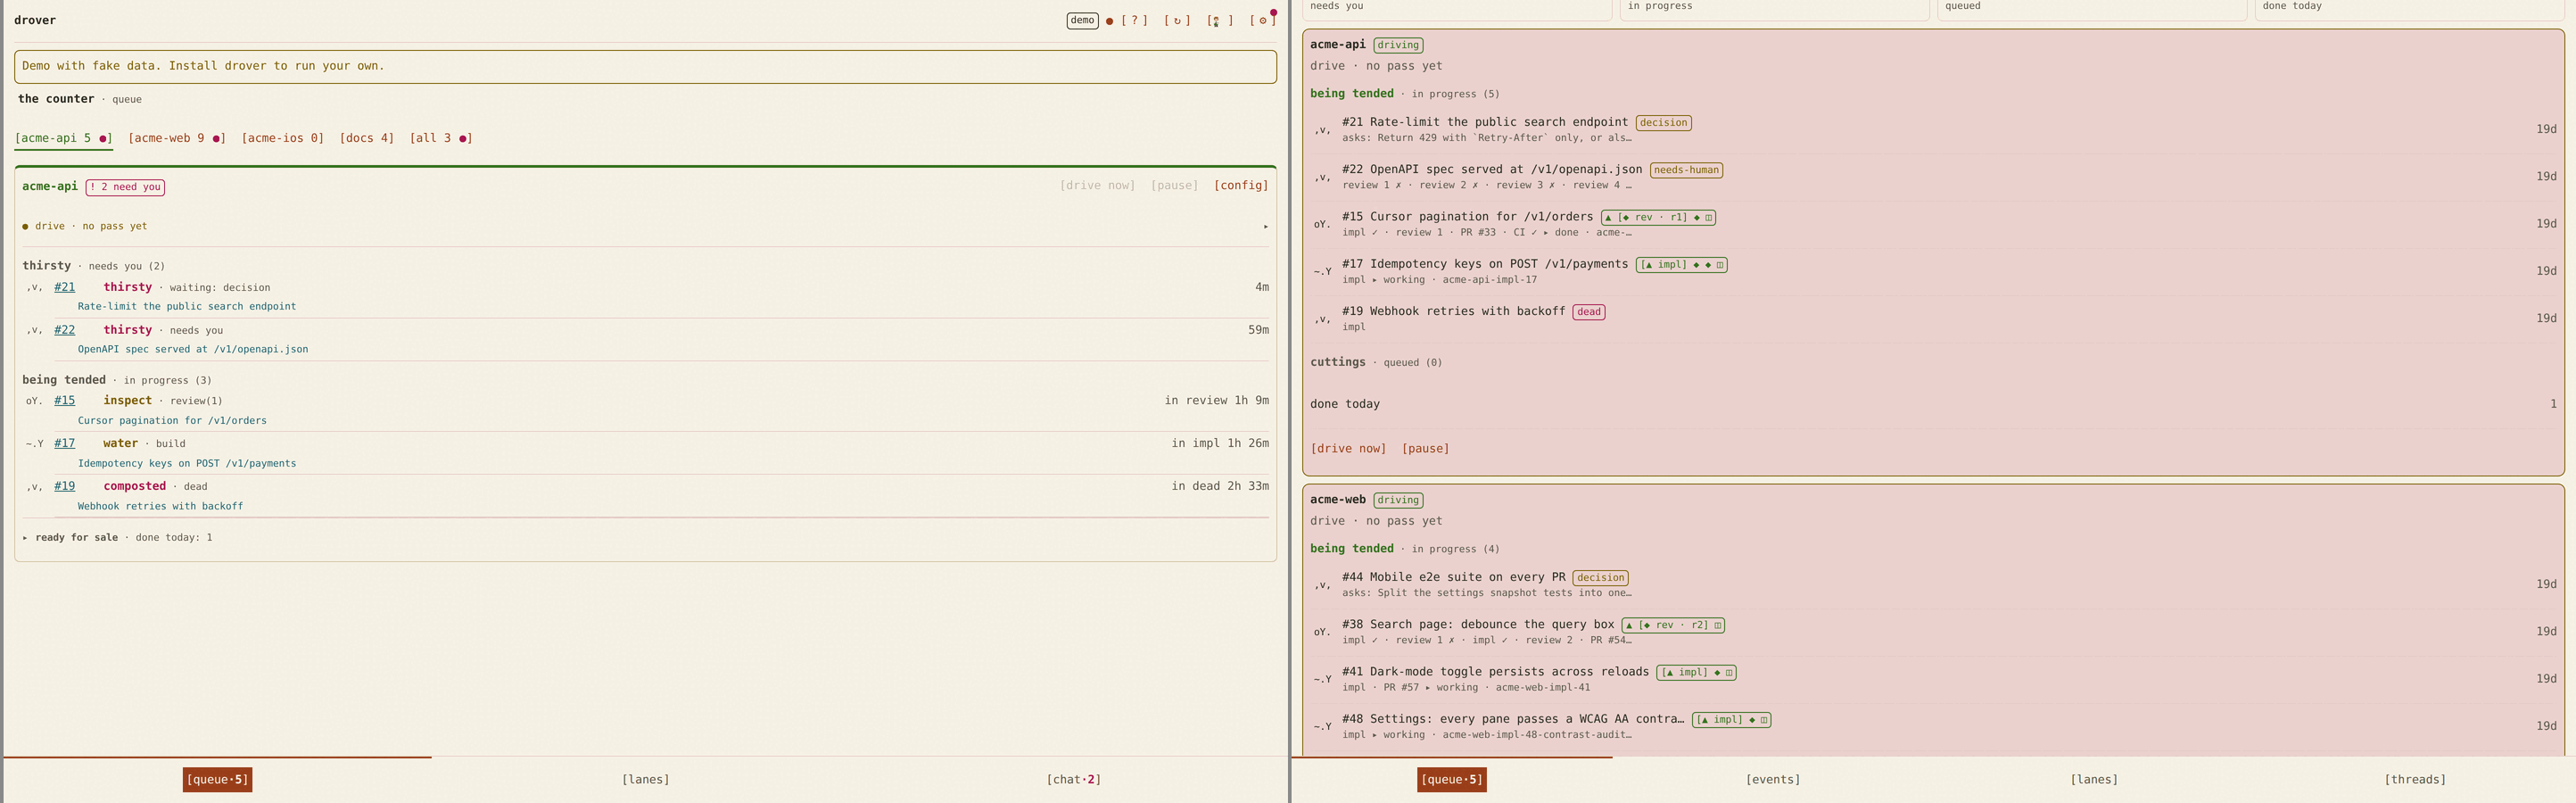 drover
demo ● [ ? ] [ ↻ ] [ ] [ ⚙ ]
Demo with fake data. Install drover to run your own.
the counter · queue
[acme-api 5 ●] [acme-web 9 ●] [acme-ios 0] [docs 4] [all 3 ●]
acme-api ! 2 need you [drive now] [pause] [config]
● drive · no pass yet ▸
thirsty · needs you (2)
,v, #21 thirsty · waiting: decision 4m
Rate-limit the public search endpoint
,v, #22 thirsty · needs you 59m
OpenAPI spec served at /v1/openapi.json
being tended · in progress (3)
oY. #15 inspect · review(1) in review 1h 9m
Cursor pagination for /v1/orders
~.Y #17 water · build in impl 1h 26m
Idempotency keys on POST /v1/payments
,v, #19 composted · dead in dead 2h 33m
Webhook retries with backoff
▸ ready for sale · done today: 1
[queue·5] [lanes] [chat·2]
needs you in progress queued done today
acme-api driving
drive · no pass yet
being tended · in progress (5)
,v, #21 Rate-limit the public search endpoint decision 19d
asks: Return 429 with `Retry-After` only, or als…
,v, #22 OpenAPI spec served at /v1/openapi.json needs-human 19d
review 1 ✗ · review 2 ✗ · review 3 ✗ · review 4 …
oY. #15 Cursor pagination for /v1/orders ▲ [◆ rev · r1] ◆ ◫ 19d
impl ✓ · review 1 · PR #33 · CI ✓ ▸ done · acme-…
~.Y #17 Idempotency keys on POST /v1/payments [▲ impl] ◆ ◆ ◫ 19d
impl ▸ working · acme-api-impl-17
,v, #19 Webhook retries with backoff dead 19d
impl
cuttings · queued (0)
done today 1
[drive now] [pause]
acme-web driving
drive · no pass yet
being tended · in progress (4)
,v, #44 Mobile e2e suite on every PR decision 19d
asks: Split the settings snapshot tests into one…
oY. #38 Search page: debounce the query box ▲ [◆ rev · r2] ◫ 19d
impl ✓ · review 1 ✗ · impl ✓ · review 2 · PR #54…
~.Y #41 Dark-mode toggle persists across reloads [▲ impl] ◆ ◫ 19d
impl · PR #57 ▸ working · acme-web-impl-41
~.Y #48 Settings: every pane passes a WCAG AA contra… [▲ impl] ◆ ◫ 19d
impl ▸ working · acme-web-impl-48-contrast-audit…
[queue·5] [events] [lanes] [threads]